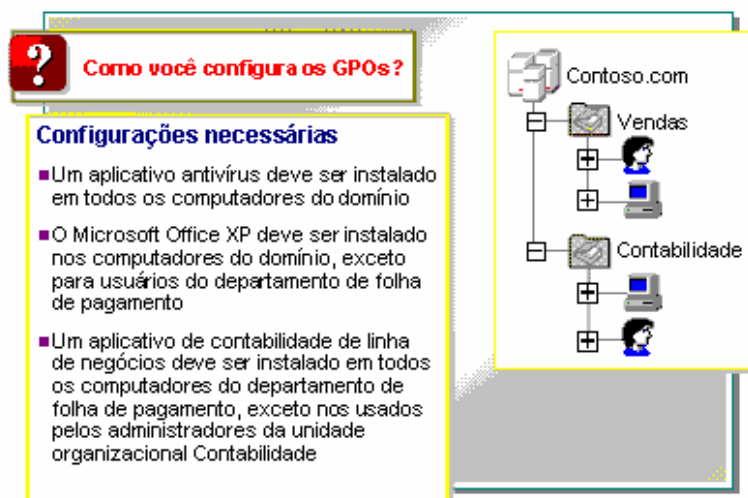 ?
Como você configura os GPOs?
Configurações necessárias
Um aplicativo antivírus deve ser instalado
em todos os computadores do domínio
O Microsoft Office XP deve ser instalado
nos computadores do domínio, exceto
para usuários do departamento de folha
de pagamento
Um aplicativo de contabilidade de linha
de negócios deve ser instalado em todos
os computadores do departamento de
folha de pagamento, exceto nos usados
pelos administradores da unidade
organizacional Contabilidade
Contoso.com
Vendas
Contabilidade